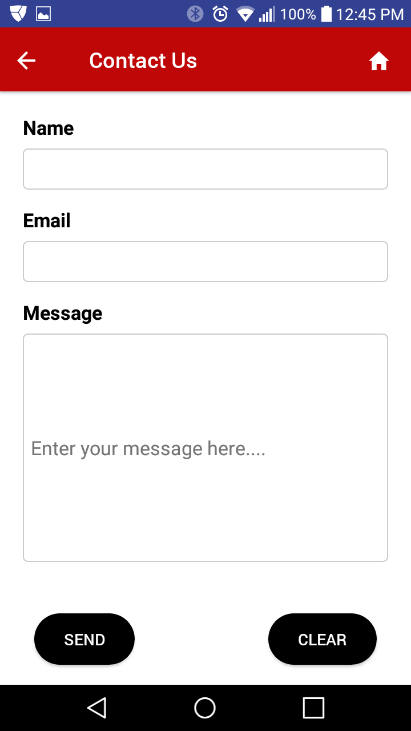 100% 12:45 PM
Contact Us
Name
Email
Message
Enter your message here....
SEND CLEAR